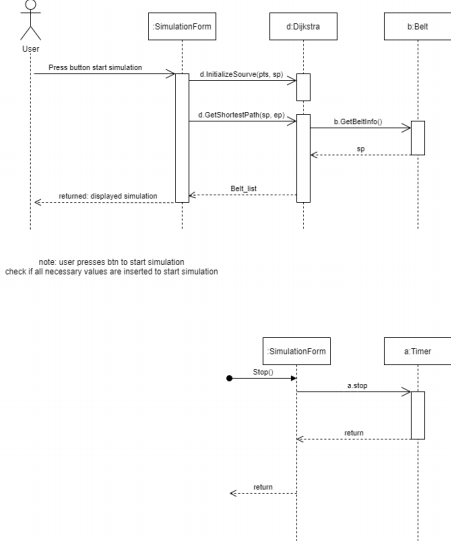 :SimulationForm
d:Dijkstra
b:Belt
User
Press button start simulation
d.InitializeSourve(pts, sp)
d.GetShortestPath(sp, ep)
b.GetBeltInfo()
sp
Belt_list
returned: displayed simulation
note: user presses btn to start simulation
check if all necessary values are inserted to start simulation
:SimulationForm
a:Timer
Stop()
a.stop
return
return